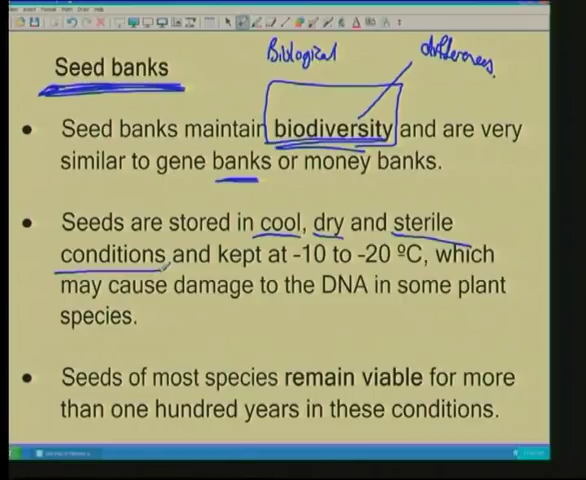 Biological
differences.
Seed banks
• Seed banks maintain biodiversity and are very
similar to gene banks or money banks.
• Seeds are stored in cool, dry and sterile
conditions and kept at -10 to -20 ºC, which
may cause damage to the DNA in some plant
species.
• Seeds of most species remain viable for more
than one hundred years in these conditions.